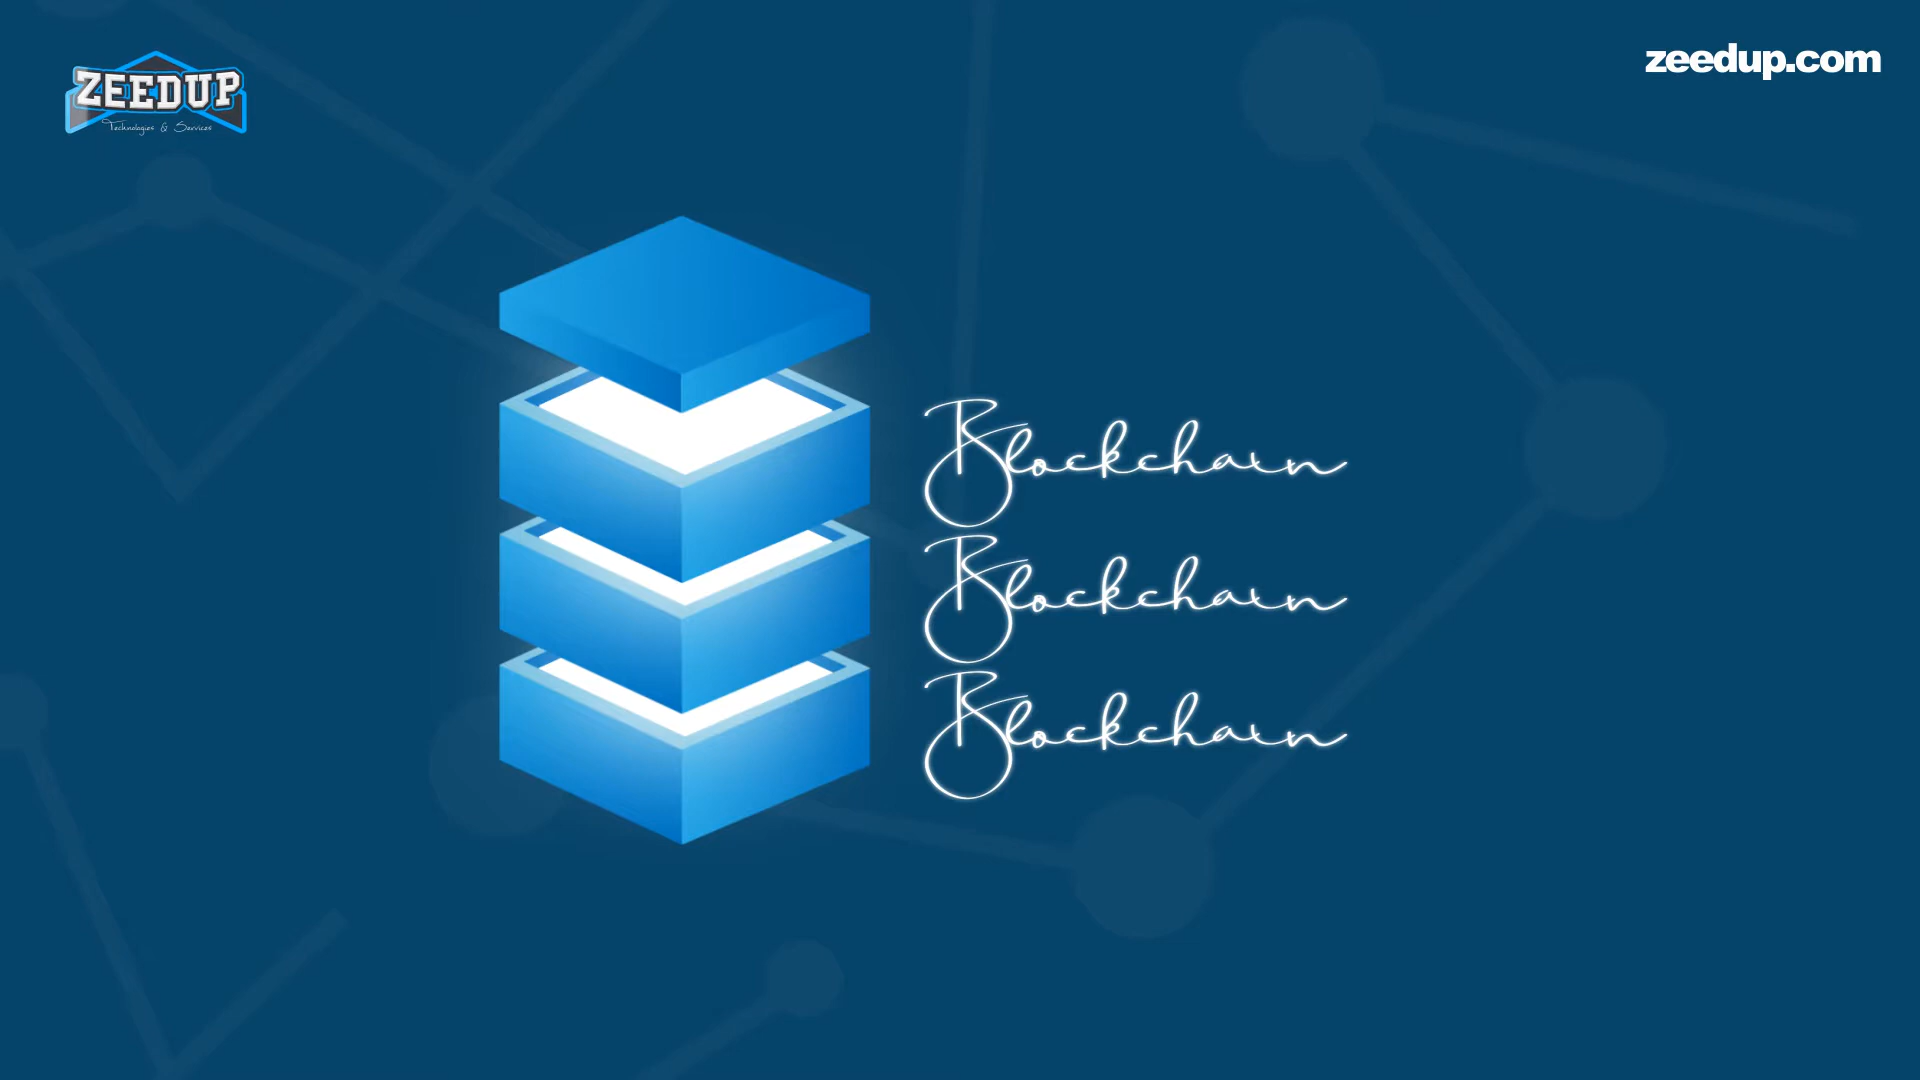 ZEEDUP
Technologies & Services
zeedup.com
Blockchain
Blockchain
Blockchain